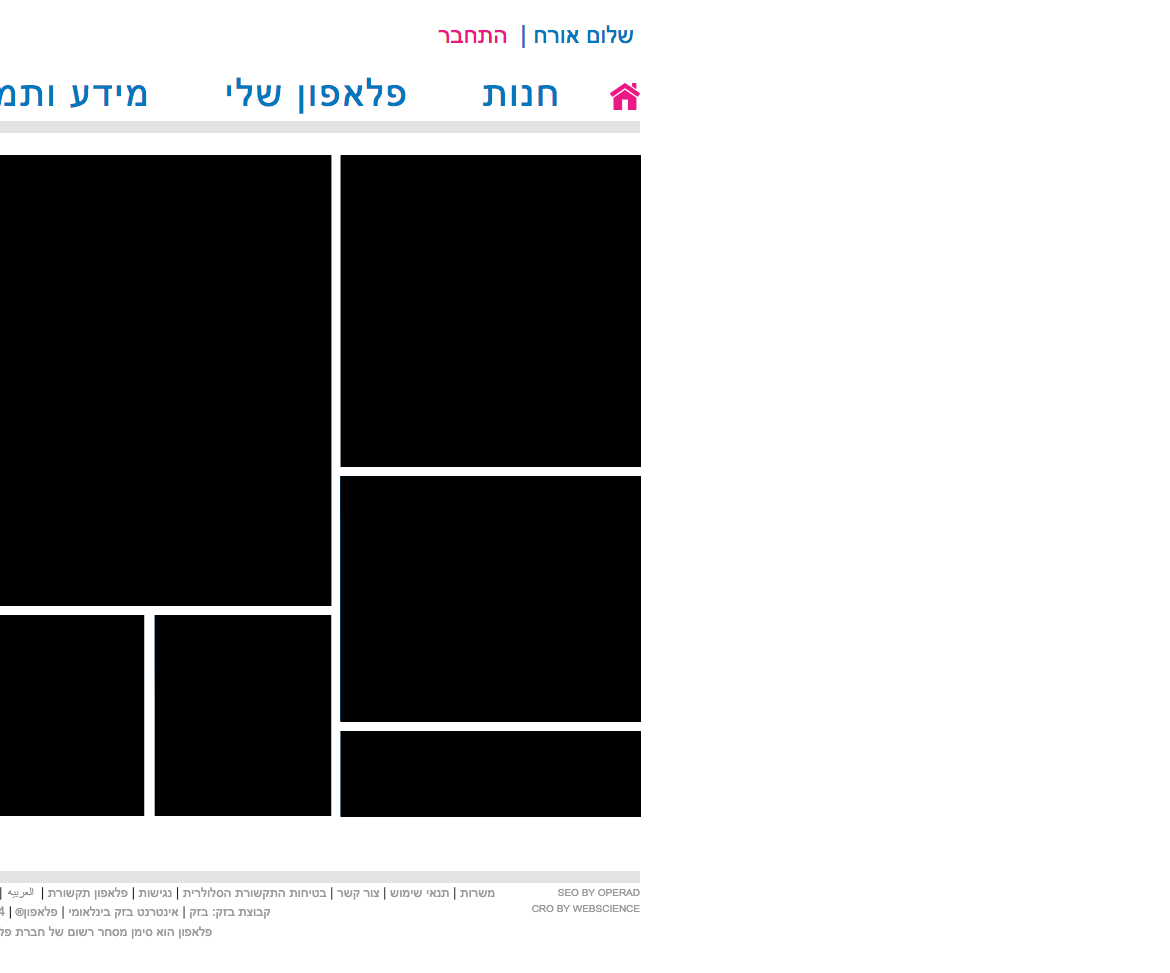 שלום אורח | התחבר
חנות פלאפון שלי מידע ותמ
משרות | תנאי שימוש | צור קשר | בטיחות התקשורת הסלולרית | נגישות | פלאפון תקשורת | العربيه |
SEO BY OPERAD
קבוצת בזק: בזק | אינטרנט בזק בינלאומי | פלאפון® | 4
CRO BY WEBSCIENCE
פלאפון הוא סימן מסחר רשום של חברת פל